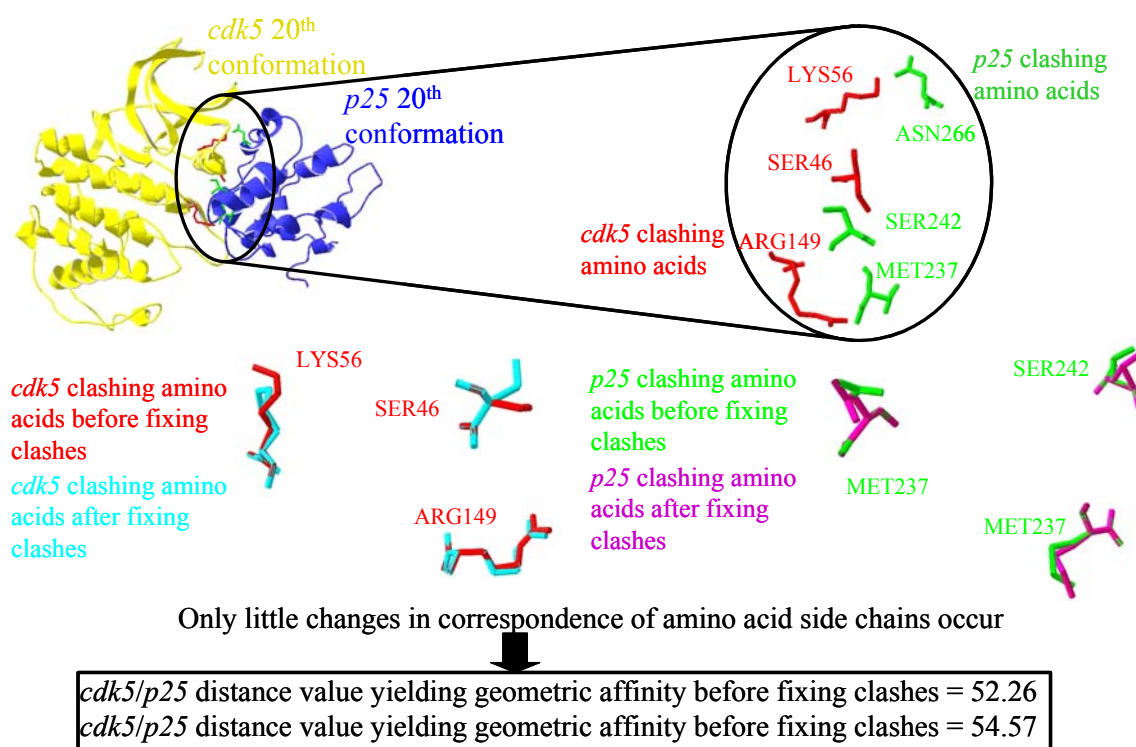 cdk5 20th
conformation
p25 20th
conformation
LYS56
p25 clashing
amino acids
ASN266
SER46
SER242
cdk5 clashing
amino acids
ARG149
MET237
LYS56
cdk5 clashing amino
acids before fixing
clashes
cdk5 clashing amino
acids after fixing
clashes
SER46
ARG149
p25 clashing amino
acids before fixing
clashes
p25 clashing amino
acids after fixing
clashes
MET237
SER242
MET237
Only little changes in correspondence of amino acid side chains occur
cdk5/p25 distance value yielding geometric affinity before fixing clashes = 52.26
cdk5/p25 distance value yielding geometric affinity before fixing clashes = 54.57